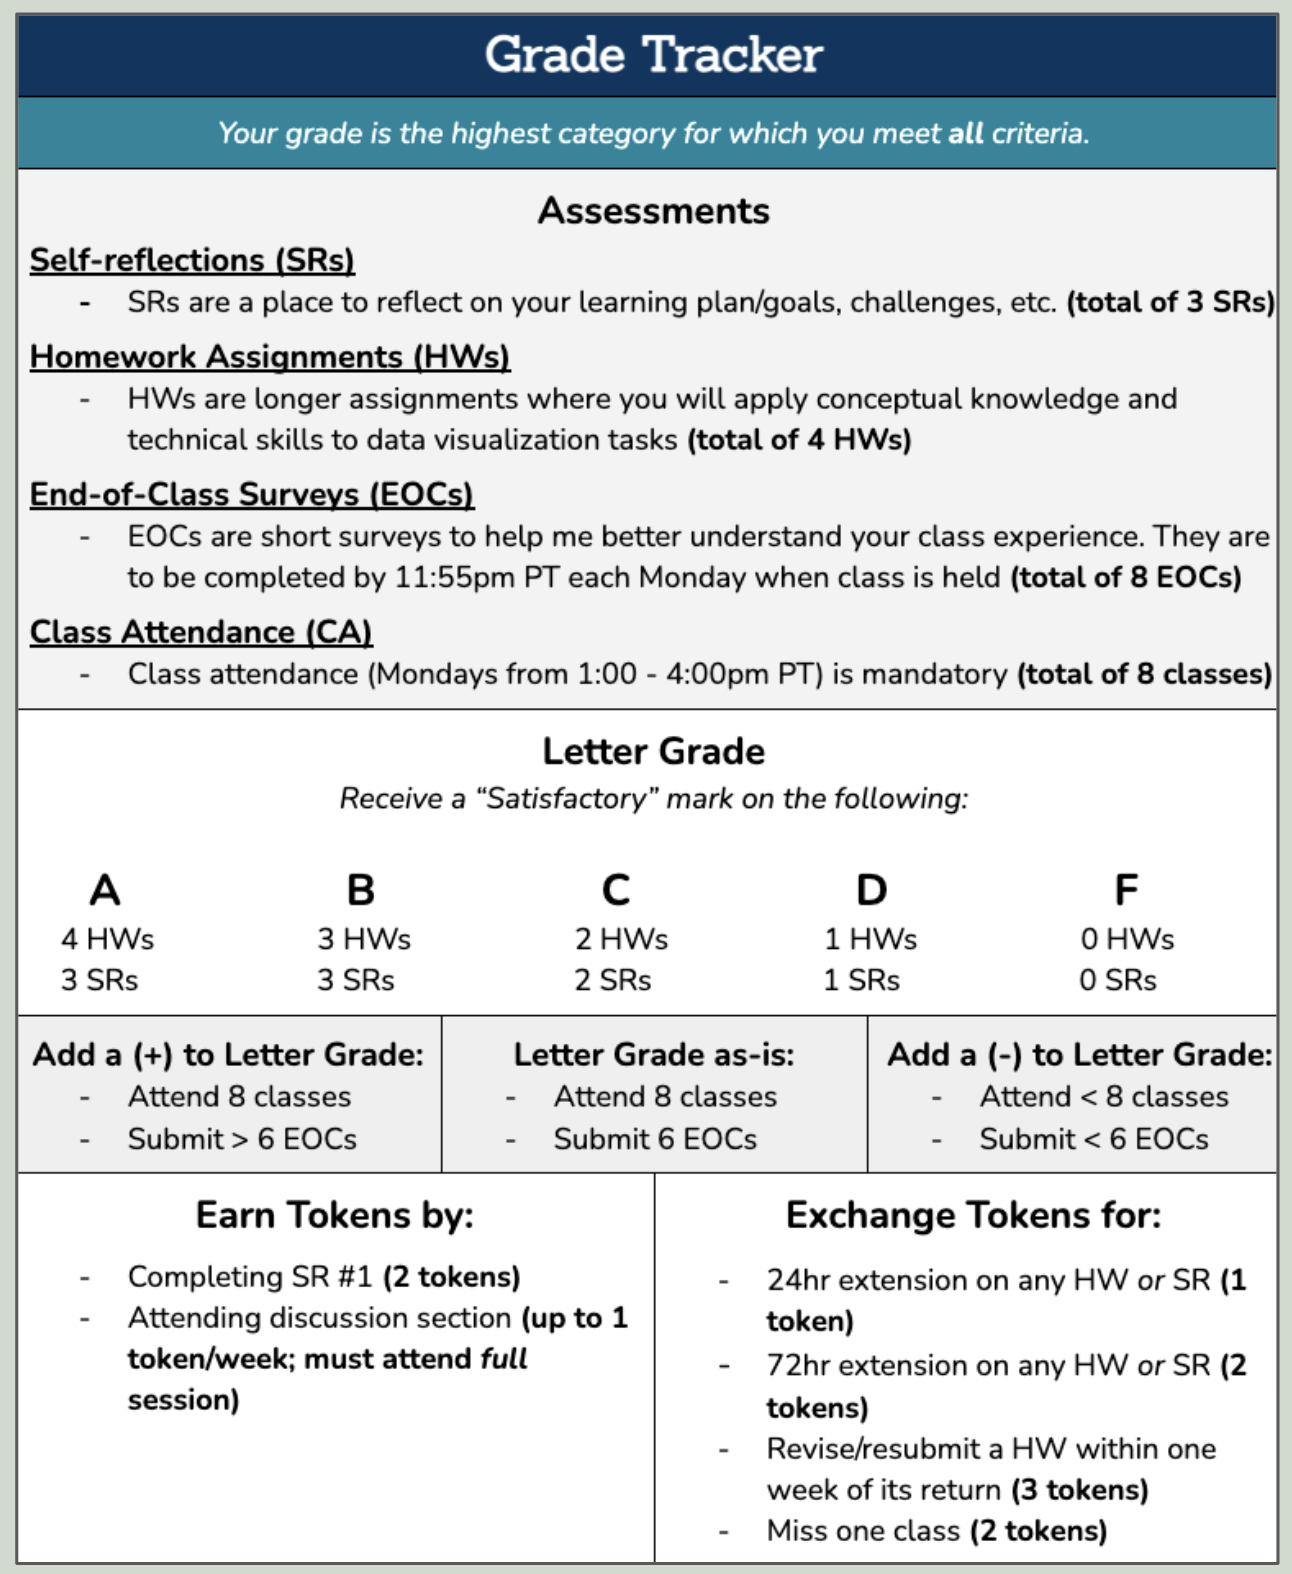 Grade Tracker
Your grade is the highest category for which you meet all criteria.
Assessments
Self-reflections (SRs)
- SRs are a place to reflect on your learning plan/goals, challenges, etc. (total of 3 SRs)
Homework Assignments (HWs)
- HWs are longer assignments where you will apply conceptual knowledge and
technical skills to data visualization tasks (total of 4 HWs)
End-of-Class Surveys (EOCs)
- EOCs are short surveys to help me better understand your class experience. They are
to be completed by 11:55pm PT each Monday when class is held (total of 8 EOCs)
Class Attendance (CA)
- Class attendance (Mondays from 1:00 - 4:00pm PT) is mandatory (total of 8 classes)
Letter Grade
Receive a “Satisfactory” mark on the following:
A
4 HWs
3 SRs
B
3 HWs
3 SRs
C
2 HWs
2 SRs
D
1 HWs
1 SRs
F
0 HWs
0 SRs
Add a (+) to Letter Grade:
- Attend 8 classes
- Submit > 6 EOCs
Letter Grade as-is:
- Attend 8 classes
- Submit 6 EOCs
Add a (-) to Letter Grade:
- Attend < 8 classes
- Submit < 6 EOCs
Earn Tokens by:
- Completing SR #1 (2 tokens)
- Attending discussion section (up to 1
token/week; must attend full
session)
Exchange Tokens for:
- 24hr extension on any HW or SR (1
token)
- 72hr extension on any HW or SR (2
tokens)
- Revise/resubmit a HW within one
week of its return (3 tokens)
- Miss one class (2 tokens)